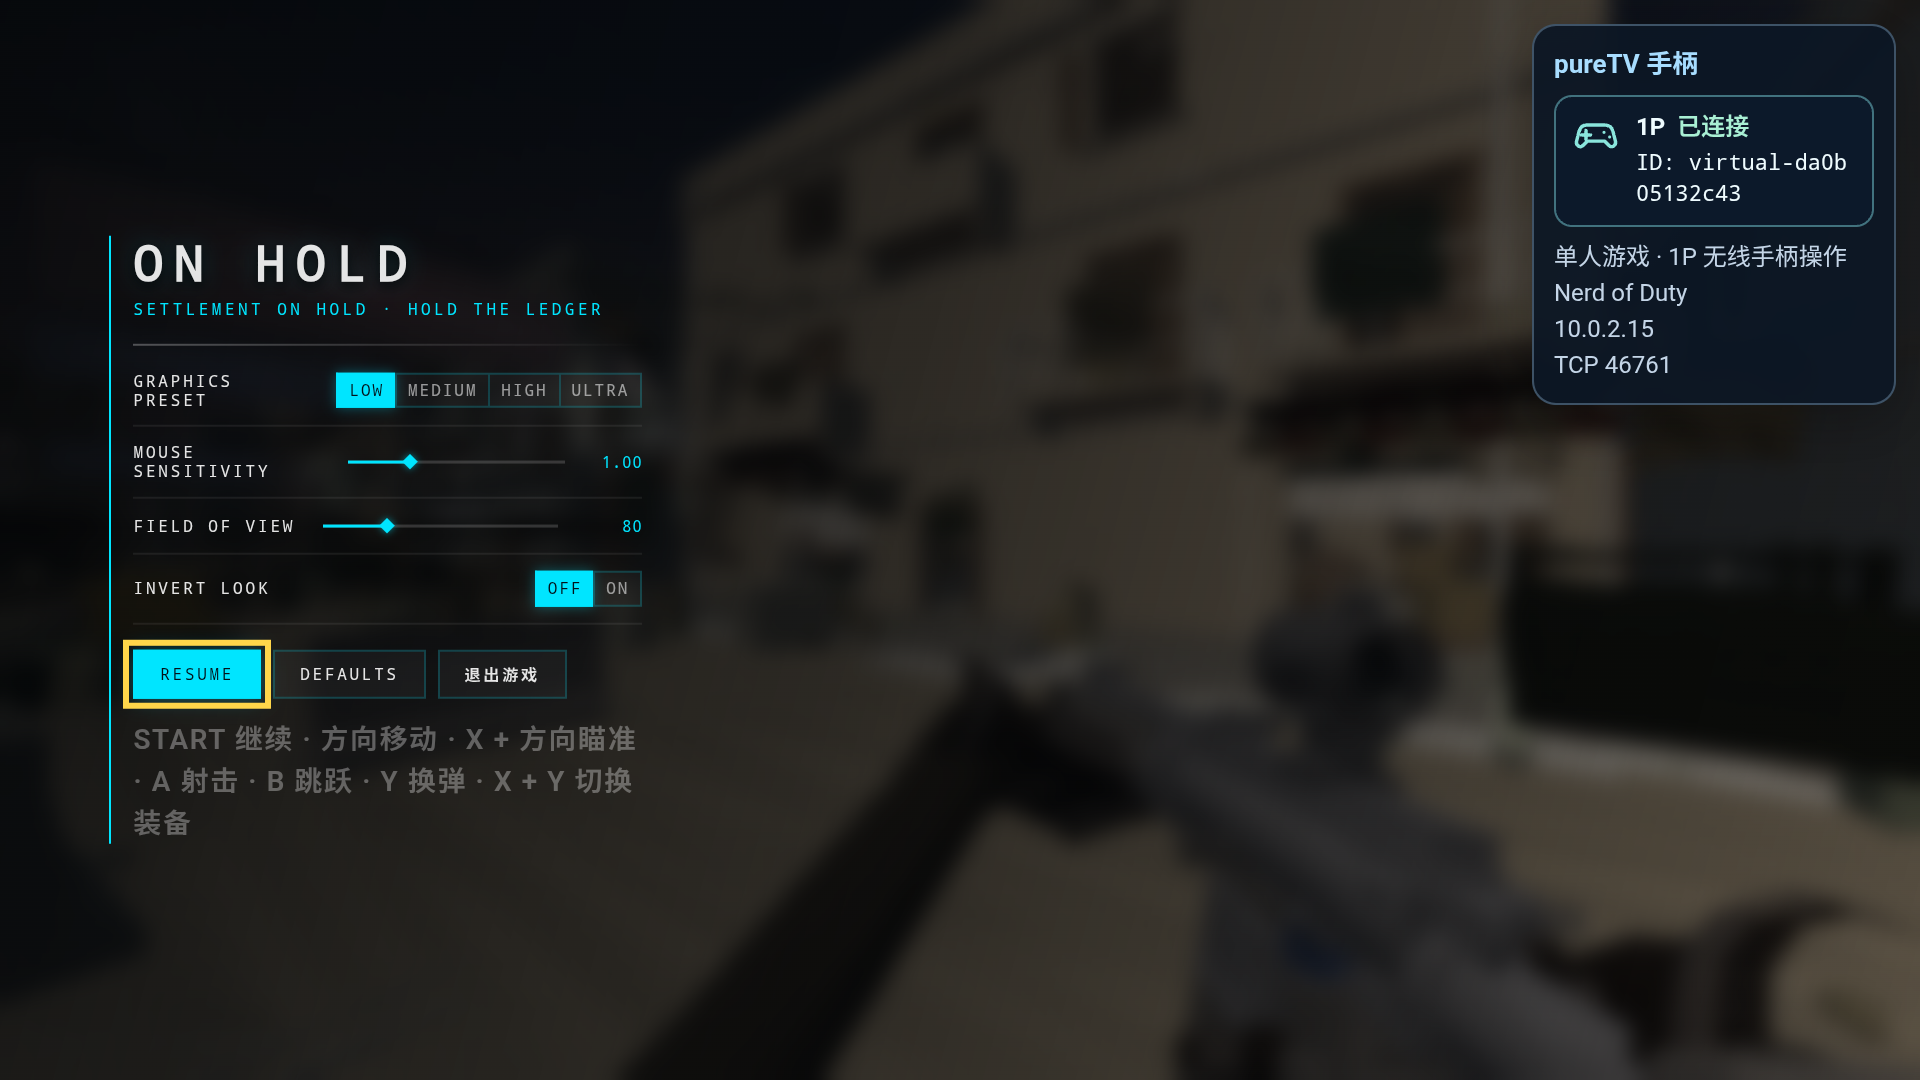 ON HOLD
SETTLEMENT ON HOLD · HOLD THE LEDGER
GRAPHICS
PRESET
LOW MEDIUM HIGH ULTRA
MOUSE
SENSITIVITY
1.00
FIELD OF VIEW
80
INVERT LOOK
OFF ON
RESUME DEFAULTS 退出游戏
START 继续 · 方向移动 · X + 方向瞄准
· A 射击 · B 跳跃 · Y 换弹 · X + Y 切换
装备
pureTV 手柄
1P 已连接
ID: virtual-da0b
05132c43
单人游戏 · 1P 无线手柄操作
Nerd of Duty
10.0.2.15
TCP 46761